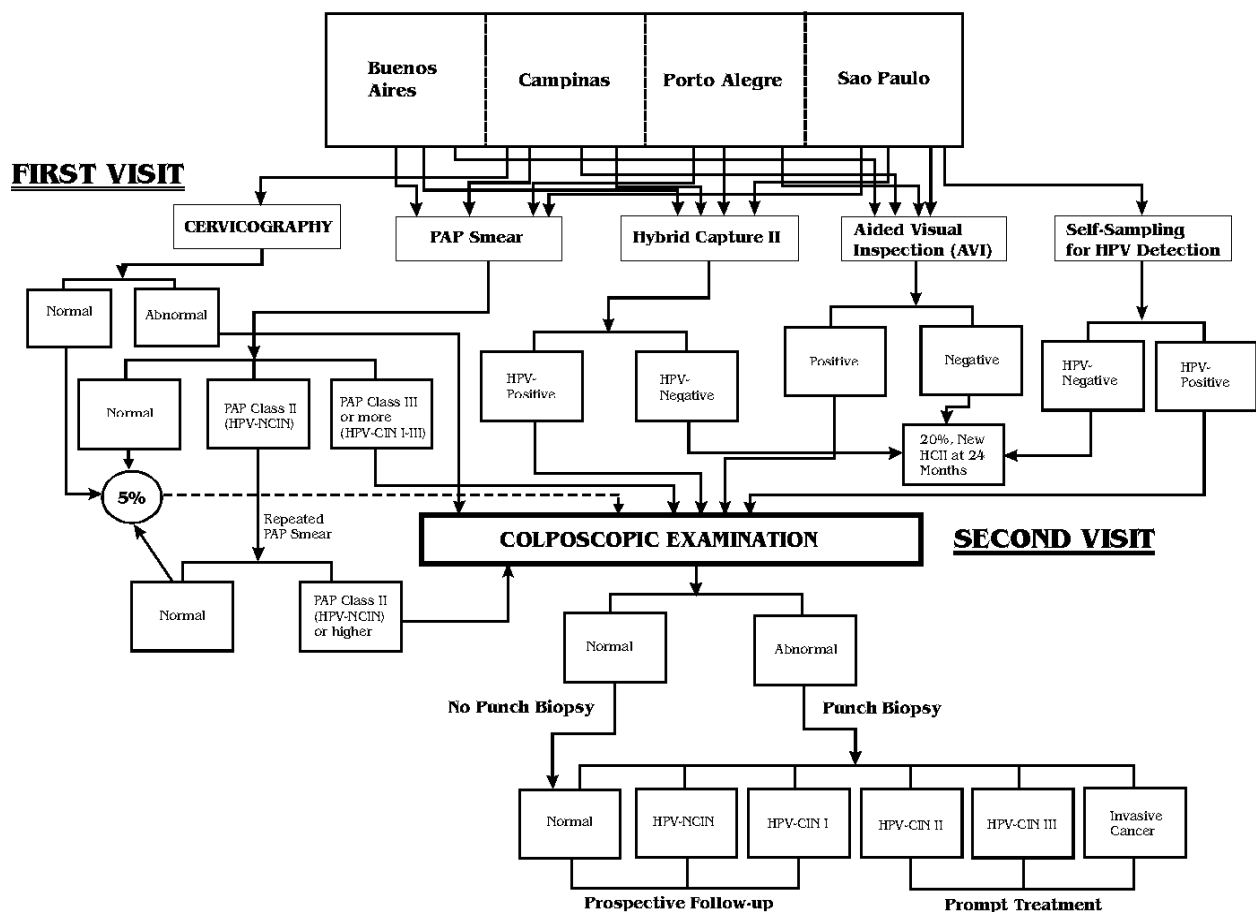 Buenos
Aires
Campinas
Porto Alegre
Sao Paulo
FIRST VISIT
CERVICOGRAPHY
PAP Smear
Hybrid Capture II
Aided Visual
Inspection (AVI)
Self-Sampling
for HPV Detection
Normal
Abnormal
HPV-
Positive
HPV-
Negative
Positive
Negative
HPV-
Negative
HPV-
Positive
Normal
PAP Class II
(HPV-NCIN)
PAP Class III
or more
(HPV-CIN I-III)
20%, New
HCII at 24
Months
5%
Repeated
PAP Smear
COLPOSCOPIC EXAMINATION
SECOND VISIT
Normal
PAP Class II
(HPV-NCIN)
or higher
Normal
Abnormal
No Punch Biopsy
Punch Biopsy
Normal
HPV-NCIN
HPV-CIN I
HPV-CIN II
HPV-CIN III
Invasive
Cancer
Prospective Follow-up
Prompt Treatment